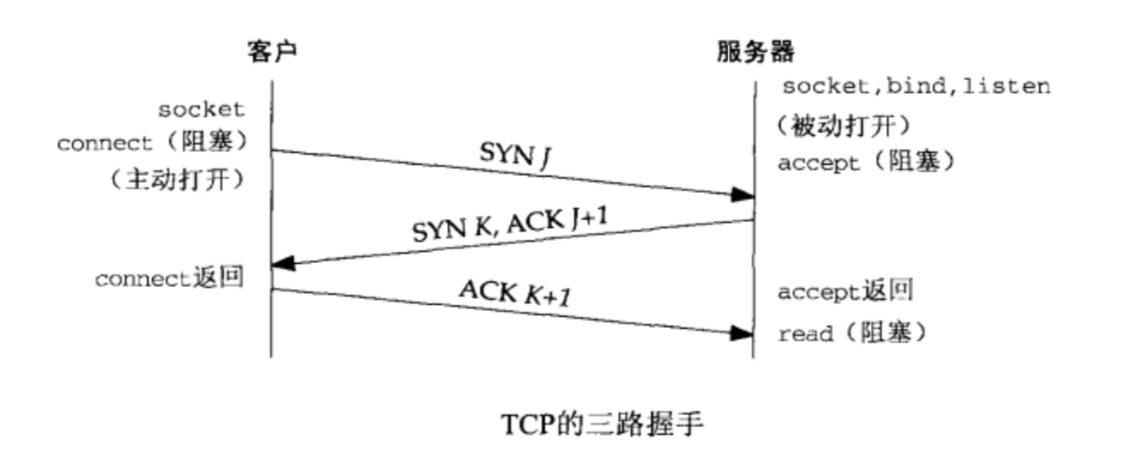 客户
服务器
socket
connect（阻塞）
（主动打开）
socket,bind,listen
（被动打开）
accept（阻塞）
SYN J
SYN K, ACK J+1
connect返回
ACK K+1
accept返回
read（阻塞）
TCP的三路握手